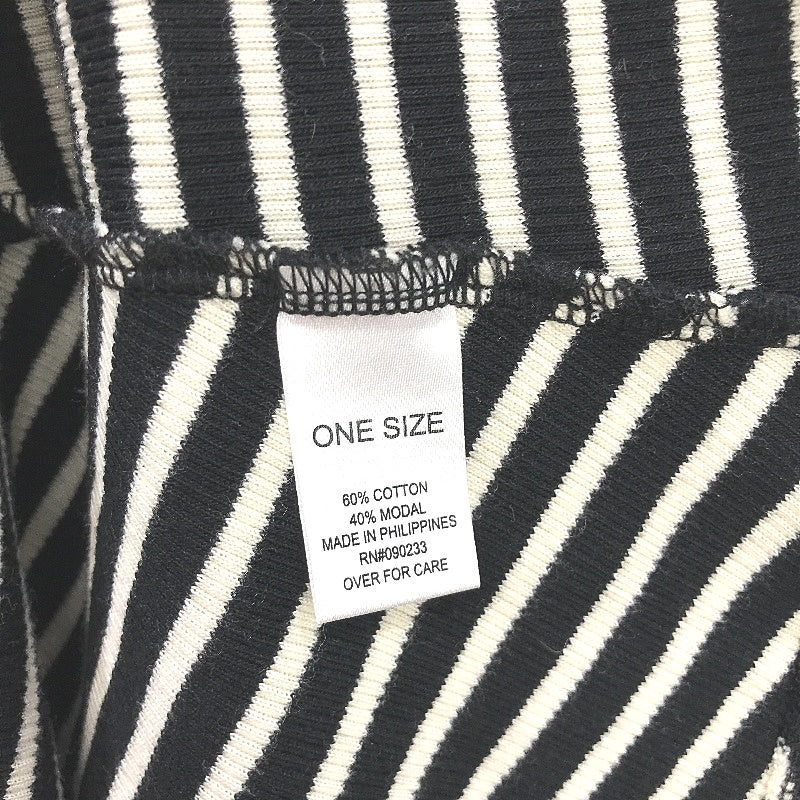 ONE SIZE
60% COTTON
40% MODAL
MADE IN PHILIPPINES
RN#090233
OVER FOR CARE